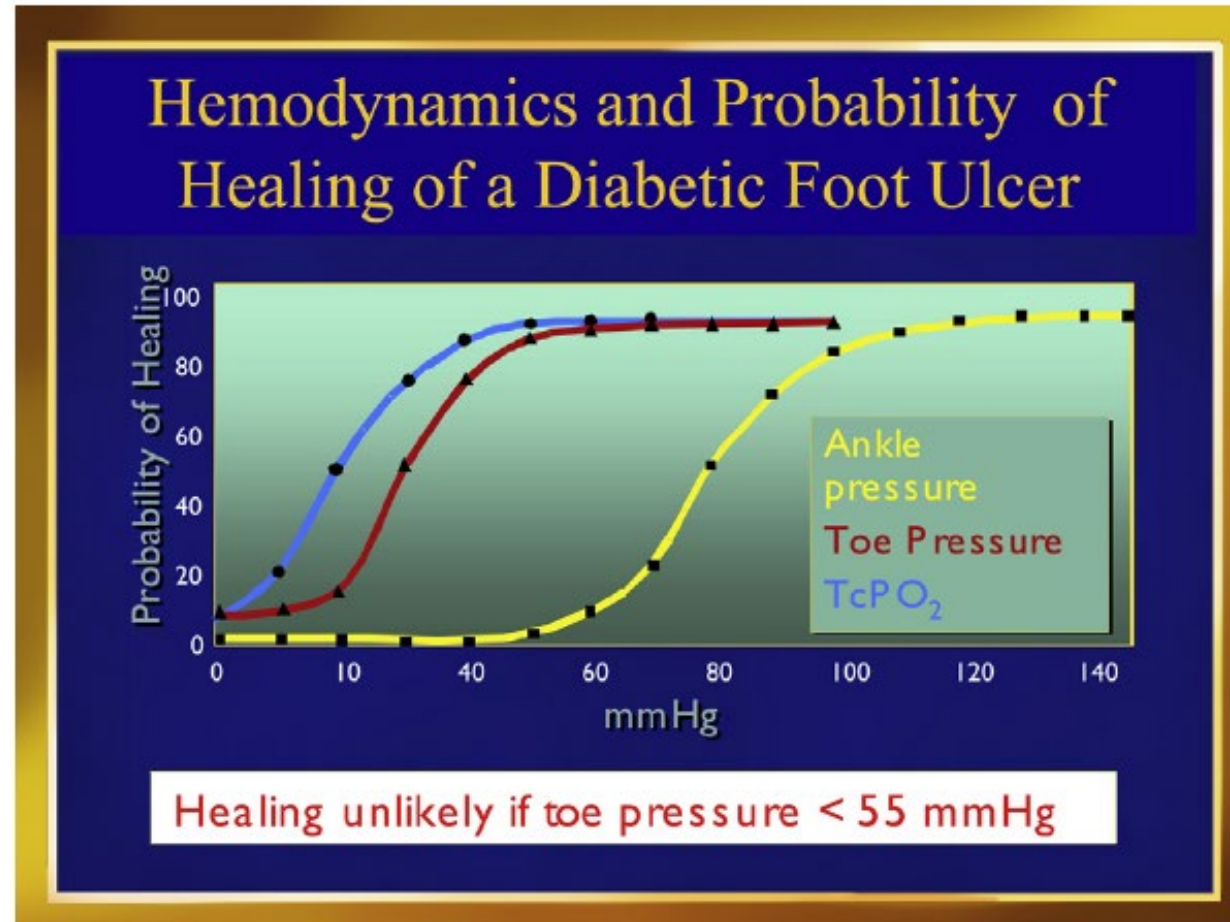 Hemodynamics and Probability of
Healing of a Diabetic Foot Ulcer
Probability of Healing
100
80
60
40
20
0
0 10 40 60 80 100 120 140
mmHg
Ankle
pressure
Toe Pressure
TcPO₂
Healing unlikely if toe pressure < 55 mmHg